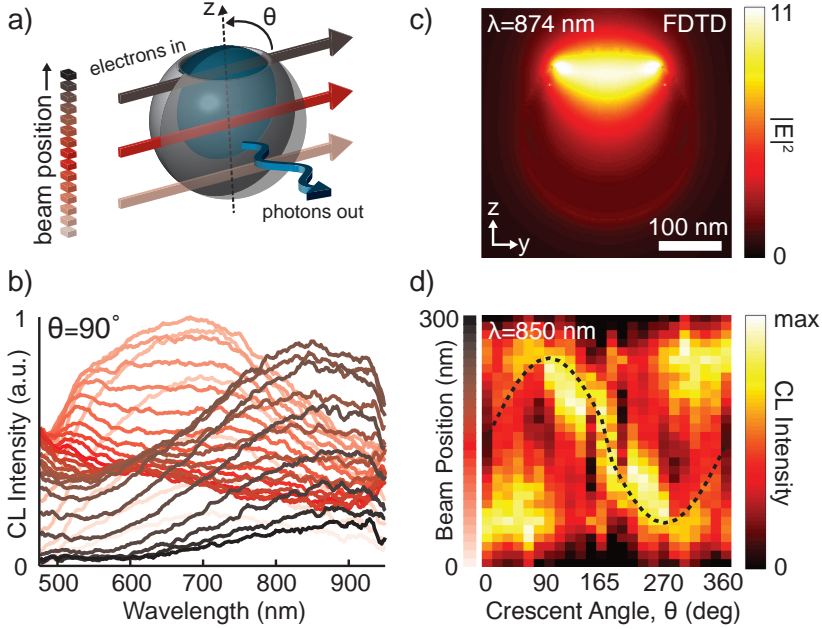 a)
z
θ
electrons in
beam position
photons out
c)
λ=874 nm
FDTD
z
y
100 nm
11
|E|²
0
b)
θ=90°
1
CL Intensity (a.u.)
0
500
600
700
800
900
Wavelength (nm)
d)
300
λ=850 nm
Beam Position (nm)
0
0
90
165
270
360
Crescent Angle, θ (deg)
max
CL Intensity
0